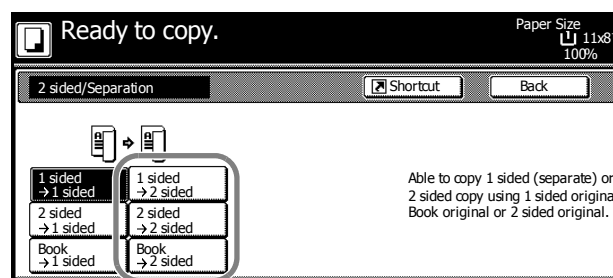 Ready to copy.
Paper Size
11x8
100%
2 sided/Separation
Shortcut
Back
1 sided
→1 sided
1 sided
→2 sided
2 sided
→1 sided
2 sided
→2 sided
Book
→1 sided
Book
→2 sided
Able to copy 1 sided (separate) or
2 sided copy using 1 sided origina
Book original or 2 sided original.